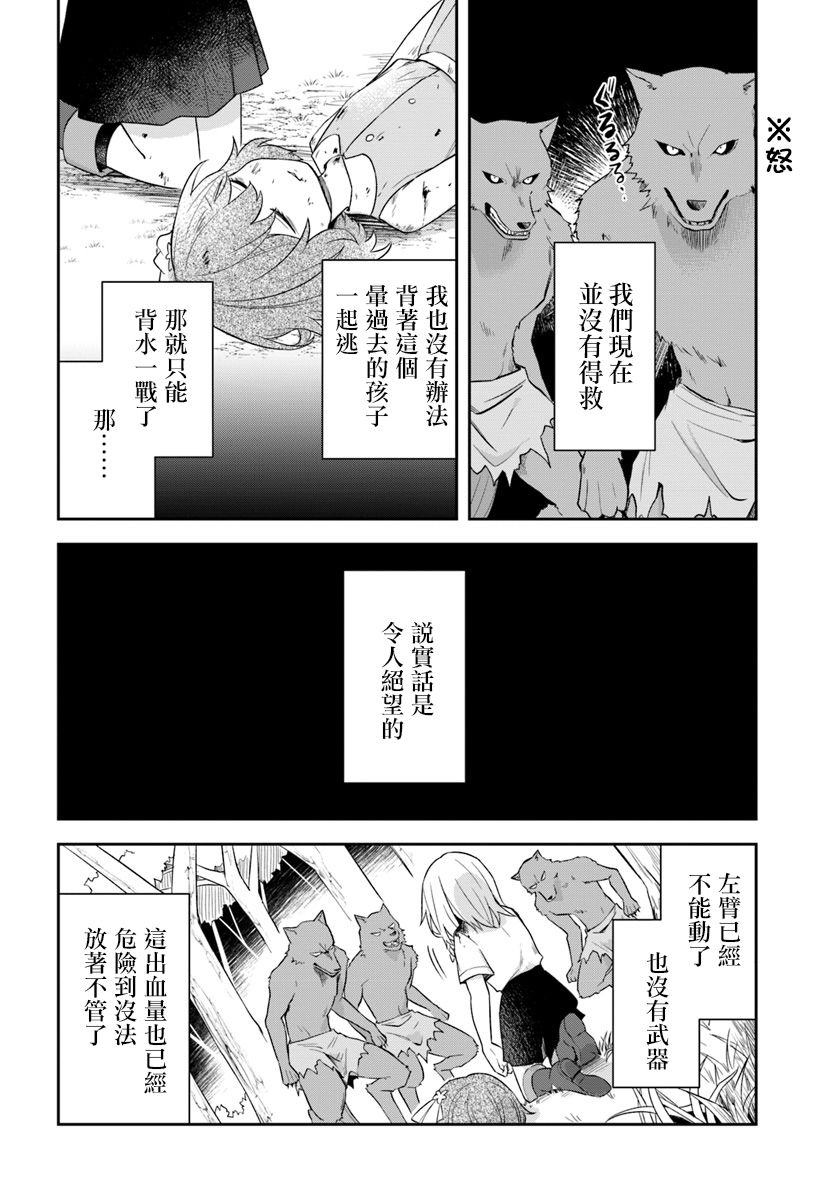 ※怒
ぐろろろ…
我們現在
並沒有得救
我也沒有辦法
背著這個
暈過去的孩子
一起逃
那就只能
背水一戰了
那……
説實話是
令人絕望的
左臂已經
不能動了
也沒有武器
這出血量也已經
危險到沒法
放著不管了